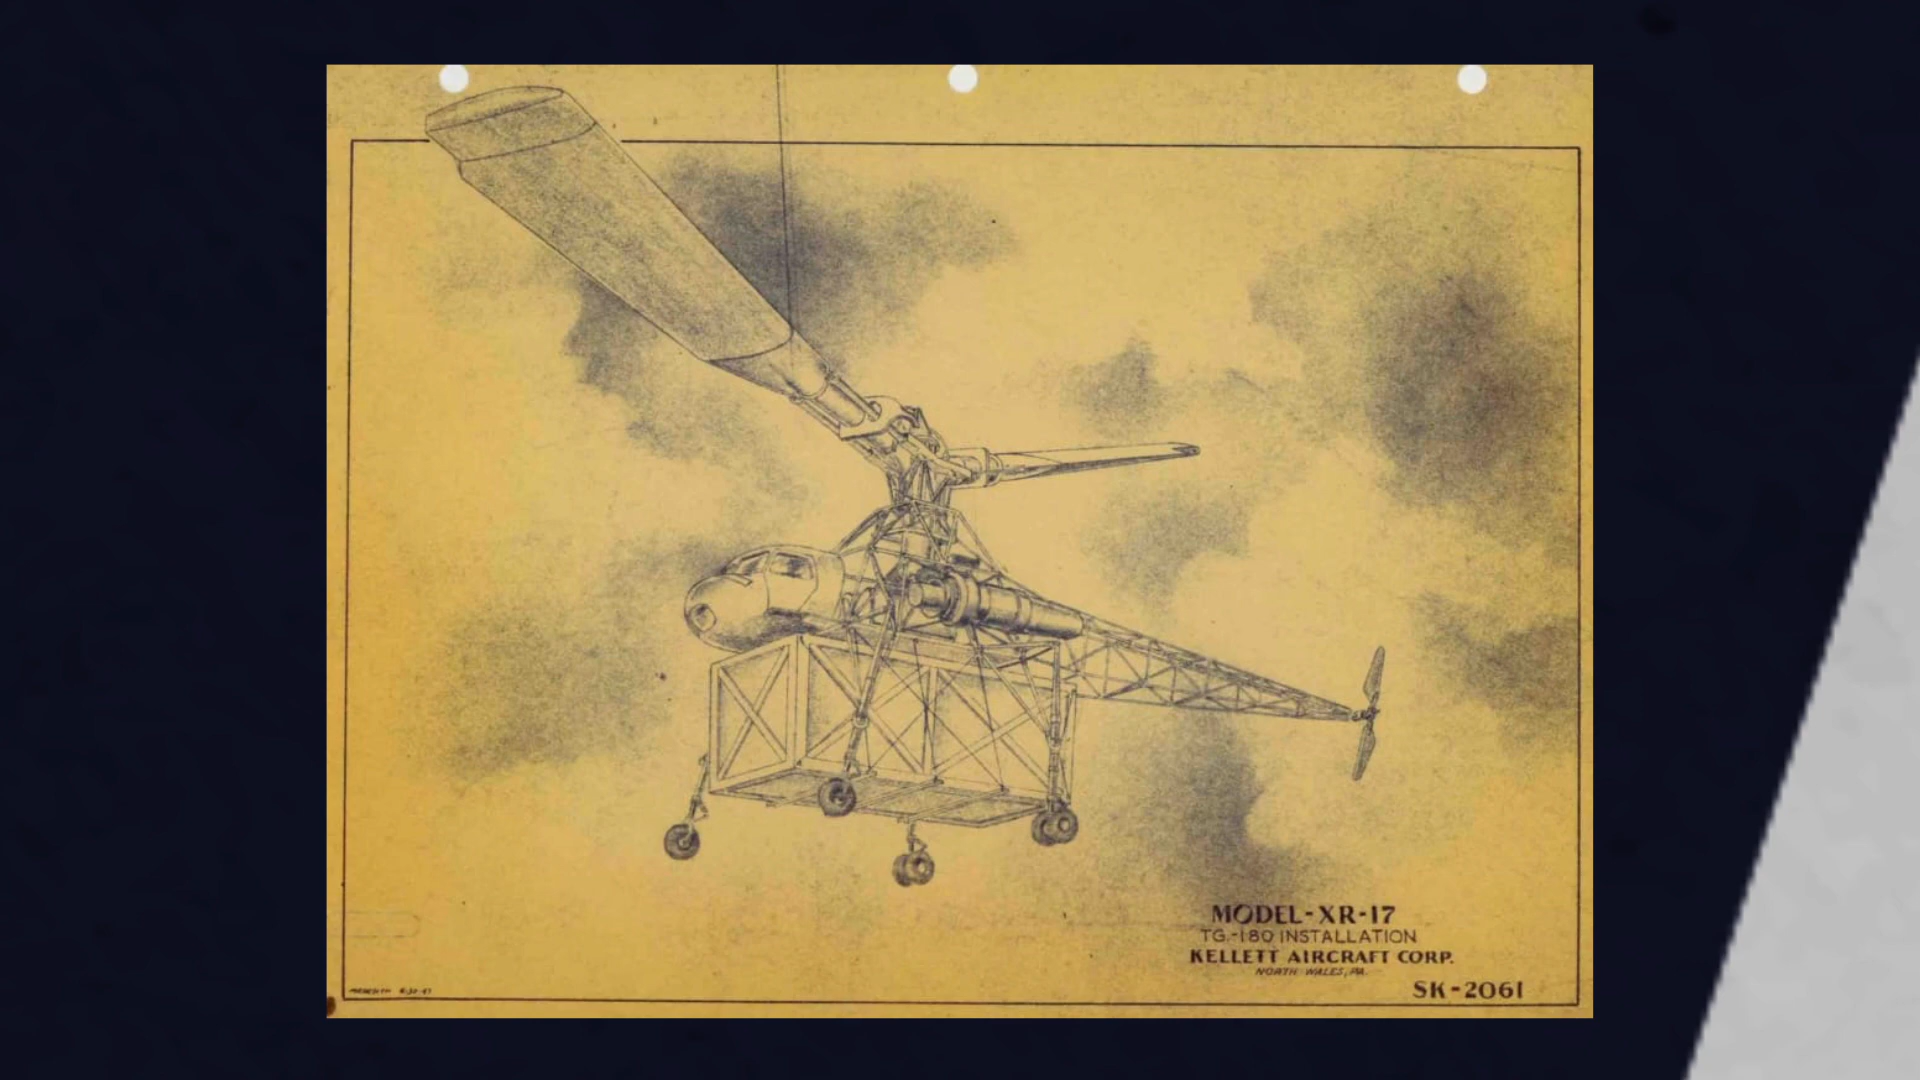 MODEL-XR-17
TG.-180 INSTALLATION
KELLETT AIRCRAFT CORP.
NORTH WALES, PA.
SK-2061